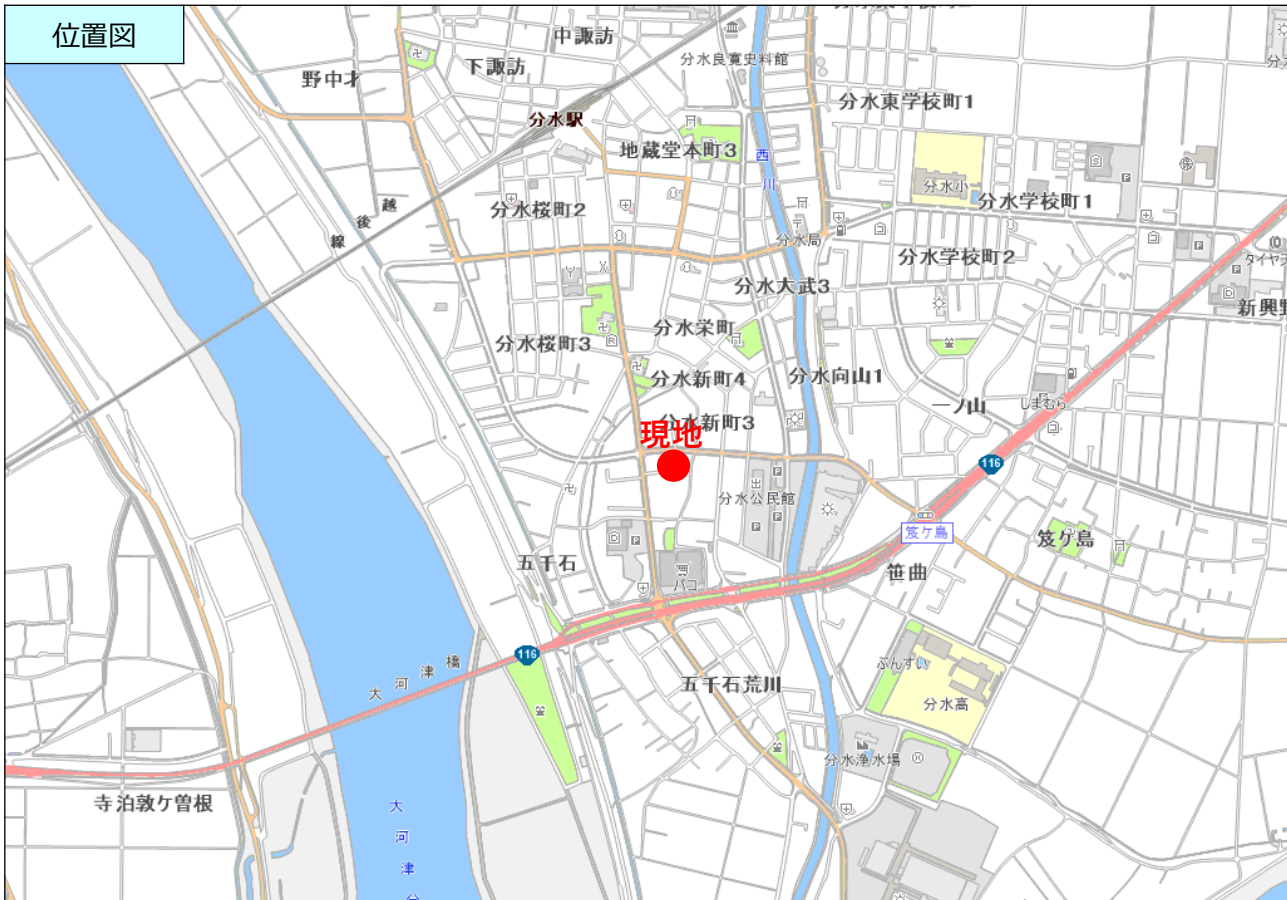 位置図
中諏訪
下諏訪
分水良寛史料館
野中才
分水東学校町1
分水駅
地蔵堂本町3
西川
分水小
分水学校町1
分水桜町2
越後線
分水局
分水学校町2
タイヤ
分水大武3
新興野
分水栄町
分水桜町3
分水新町4
分水向山1
一ノ山
しまむら
分水新町3
現地
116
分水公民館
笈ケ島
笈ケ島
五千石
パコ
笹曲
116
大河津橋
ぶんすい
五千石荒川
分水高
分水浄水場
寺泊敦ケ曽根
大河津分